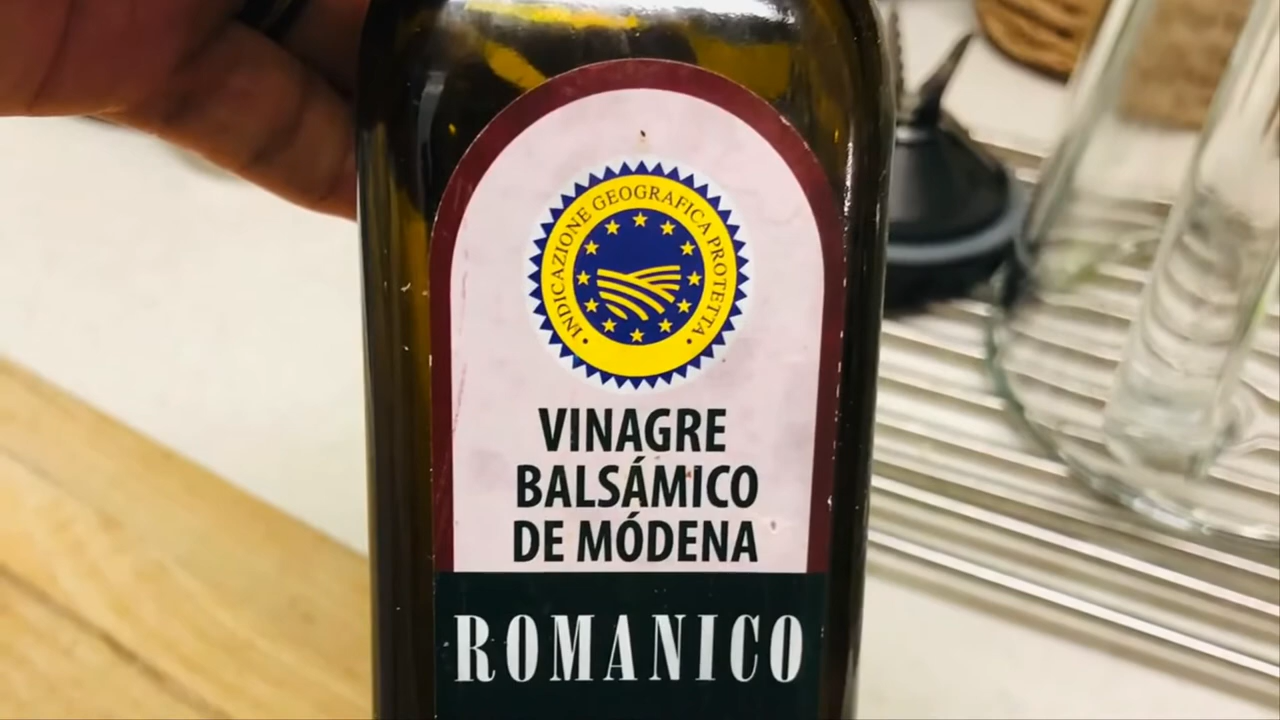 INDICAZIONE GEOGRAFICA PROTETTA
VINAGRE
BALSÁMICO
DE MÓDENA
ROMANICO